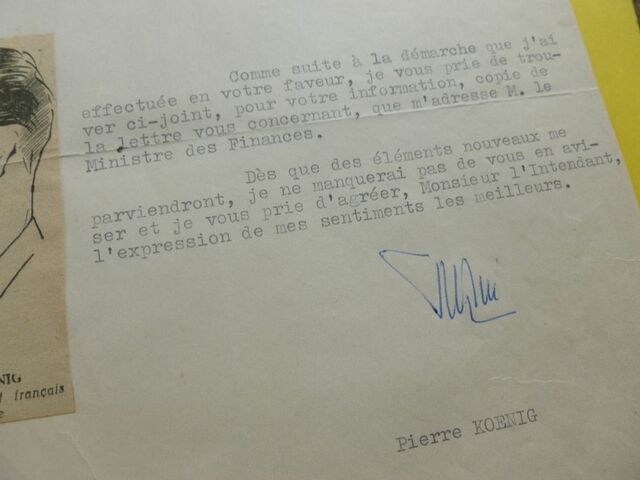 Comme suite à la démarche que j'ai
effectuée en votre faveur, je vous prie de trou-
ver ci-joint, pour votre information, copie de
la lettre vous concernant, que m'adresse M. le
Ministre des Finances.
Dès que des éléments nouveaux me
parviendront, je ne manquerai pas de vous en avi-
ser et je vous prie d'agréer, Monsieur l'Intendant,
l'expression de mes sentiments les meilleurs.
Pierre KOENIG
NIG
français